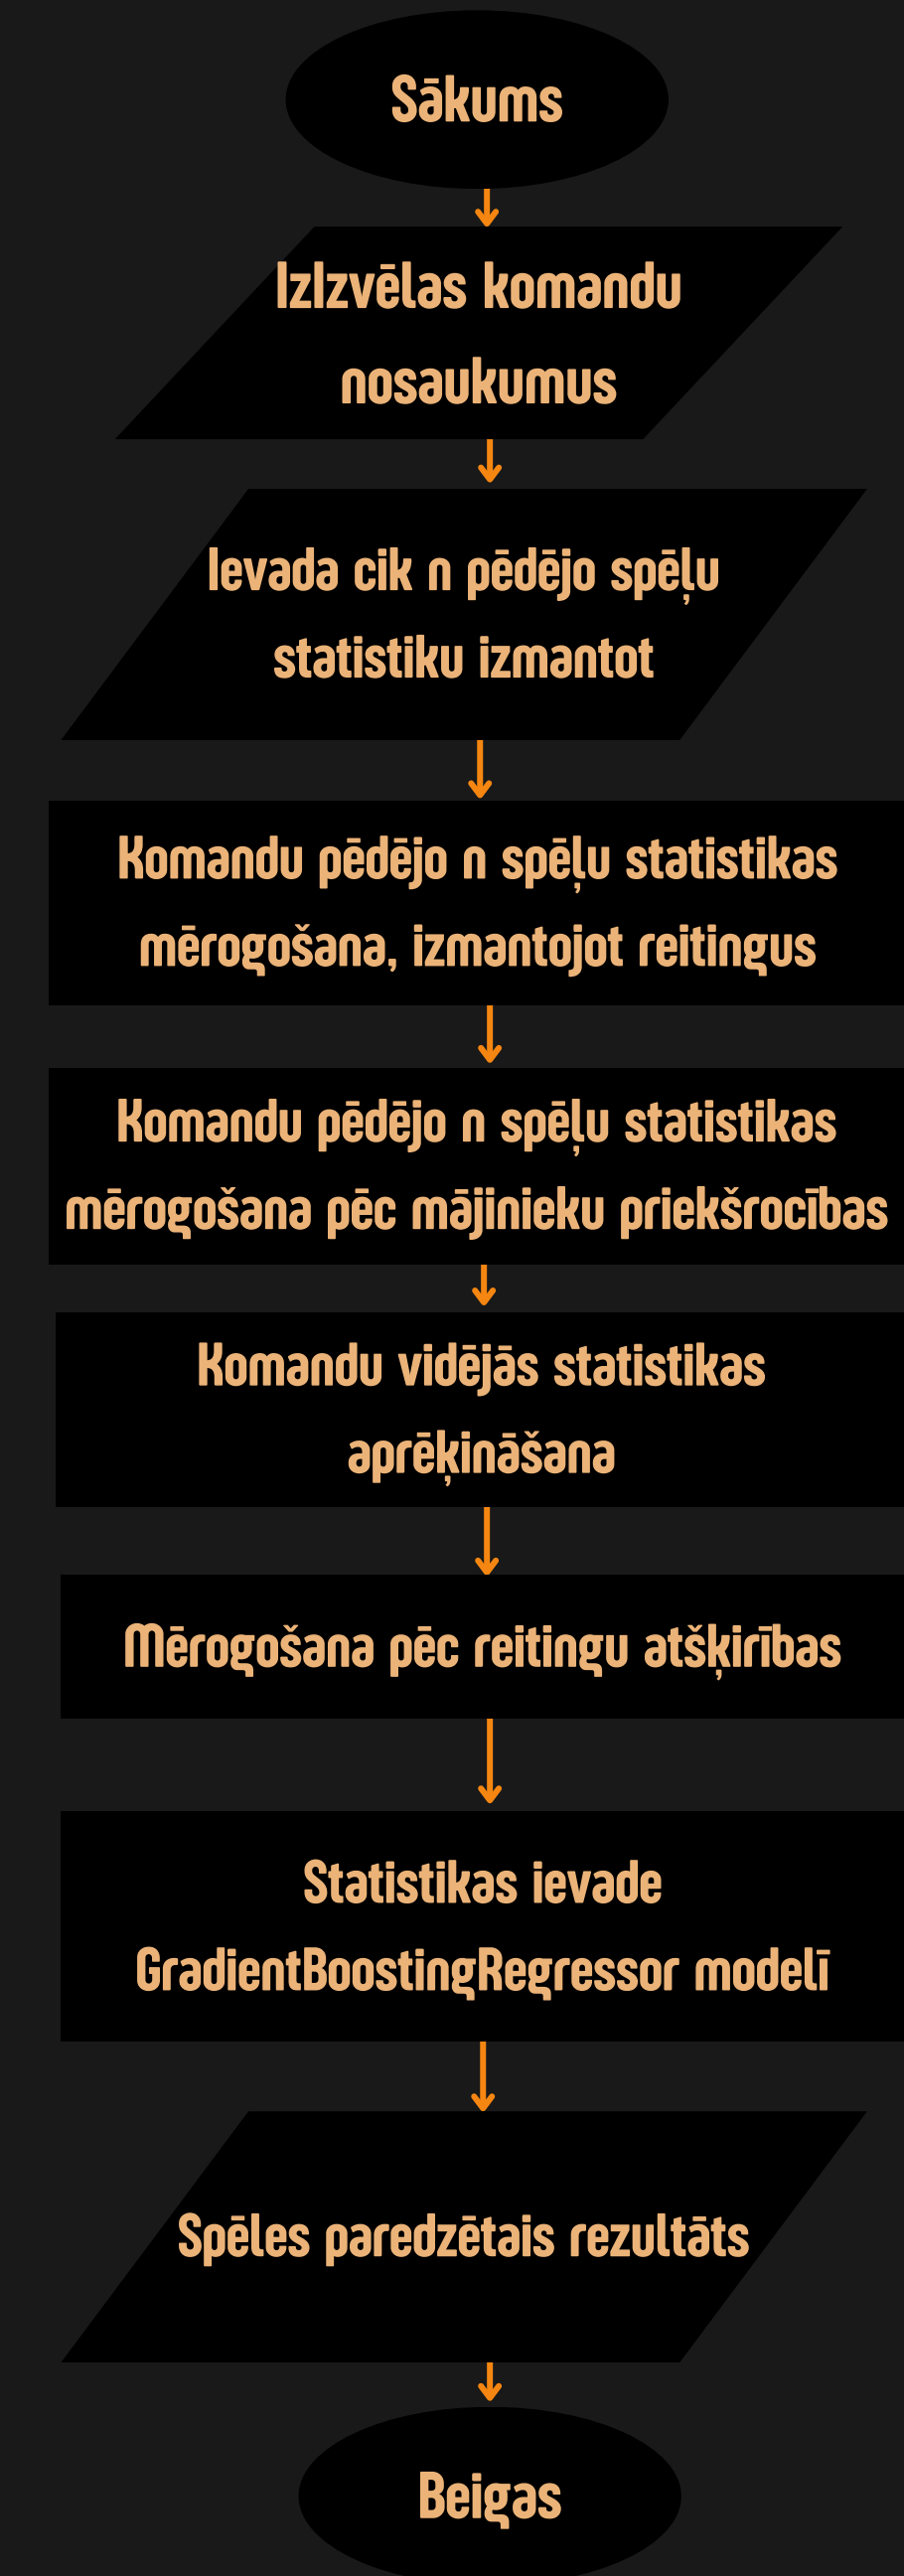 Sākums
IzIzvēlas komandu
nosaukumus
Ievada cik n pēdējo spēļu
statistiku izmantot
Komandu pēdējo n spēļu statistikas
mērogošana, izmantojot reitingus
Komandu pēdējo n spēļu statistikas
mērogošana pēc mājinieku priekšrocības
Komandu vidējās statistikas
aprēķināšana
Mērogošana pēc reitingu atšķirības
Statistikas ievade
GradientBoostingRegressor modelī
Spēles paredzētais rezultāts
Beigas